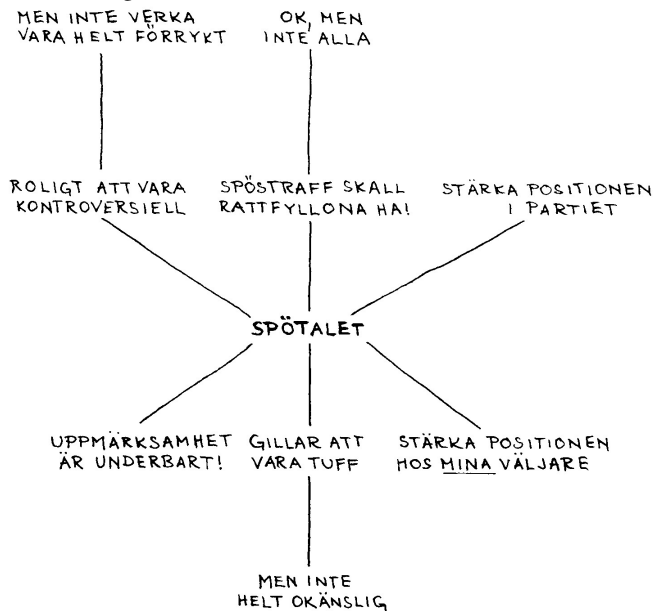 MEN INTE VERKA
VARA HELT FÖRRYKT
OK, MEN
INTE ALLA
ROLIGT ATT VARA
KONTROVERSIELL
SPÖSTRAFF SKALL
RATTFYLLONA HA!
STÄRKA POSITIONEN
I PARTIET
SPÖTALET
UPPMÄRKSAMHET
ÄR UNDERBART!
GILLAR ATT
VARA TUFF
STÄRKA POSITIONEN
HOS MINA VÄLJARE
MEN INTE
HELT OKÄNSLIG